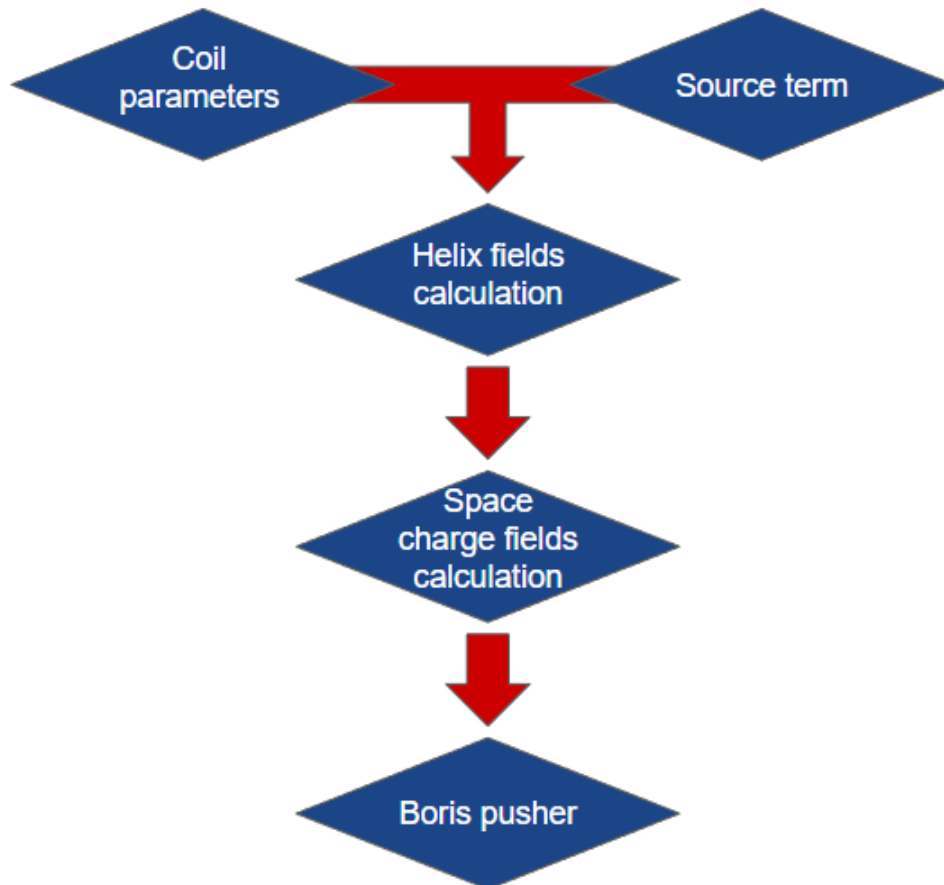 Coil
parameters
Source term
Helix fields
calculation
Space
charge fields
calculation
Boris pusher